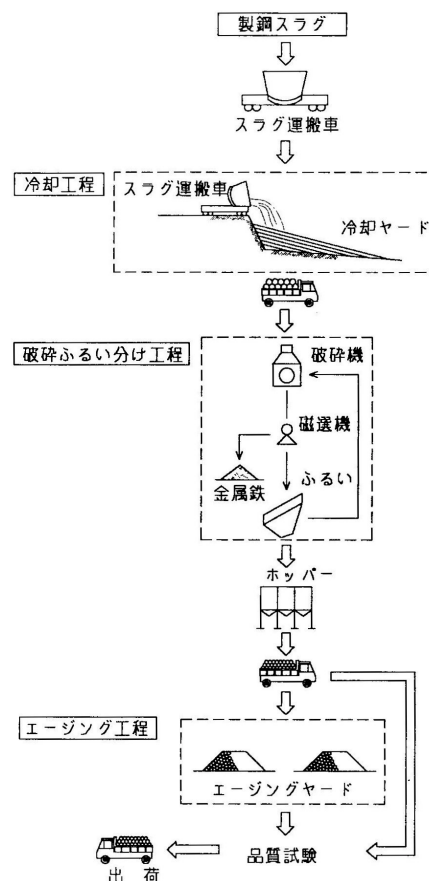 製鋼スラグ
スラグ運搬車
冷却工程
スラグ運搬車
冷却ヤード
破砕ふるい分け工程
破砕機
磁選機
金属鉄
ふるい
ホッパー
エージング工程
エージングヤード
品質試験
出荷